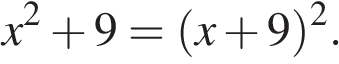 x² + 9 = (x + 9)².